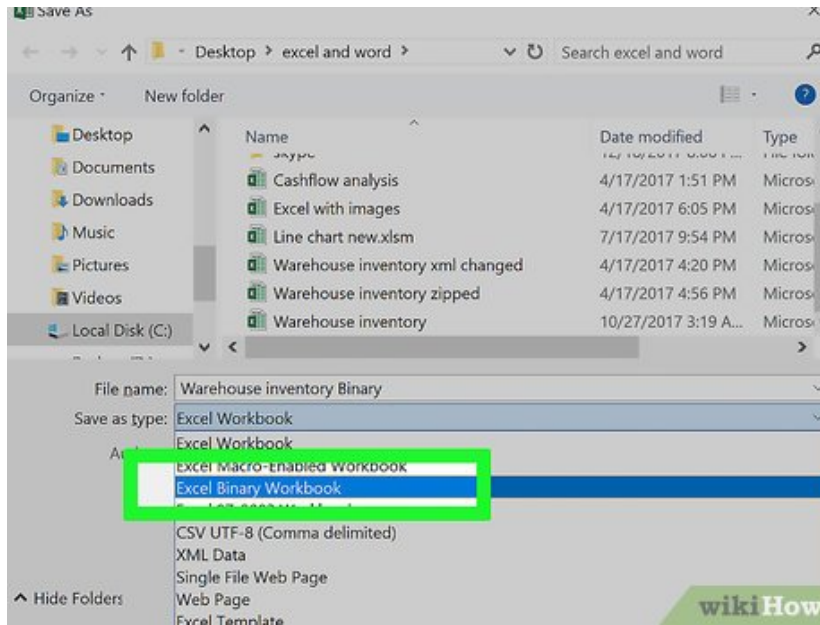 Save As
Desktop > excel and word >
Search excel and word
Organize
New folder
Name
Date modified
Type
Desktop
Documents
Downloads
Music
Pictures
Videos
Local Disk (C:)
skype
Cashflow analysis 4/17/2017 1:51 PM
Excel with images 4/17/2017 6:05 PM
Line chart new.xlsm 7/17/2017 9:54 PM
Warehouse inventory xml changed 4/17/2017 4:20 PM
Warehouse inventory zipped 4/17/2017 4:56 PM
Warehouse inventory 10/27/2017 3:19 A...
File name: Warehouse inventory Binary
Save as type: Excel Workbook
Excel Workbook
Excel Macro-Enabled Workbook
Excel Binary Workbook
CSV UTF-8 (Comma delimited)
XML Data
Single File Web Page
Hide Folders
Web Page
Excel Template
wikiHow